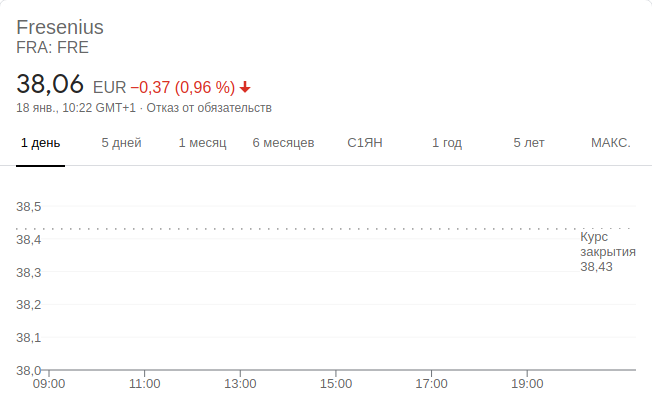 Fresenius
FRA: FRE
38,06 EUR −0,37 (0,96 %)
18 янв., 10:22 GMT+1 · Отказ от обязательств
1 день 5 дней 1 месяц 6 месяцев С1ЯН 1 год 5 лет МАКС.
38,5
38,4
Курс
закрытия
38,43
38,3
38,2
38,1
38,0
09:00 11:00 13:00 15:00 17:00 19:00